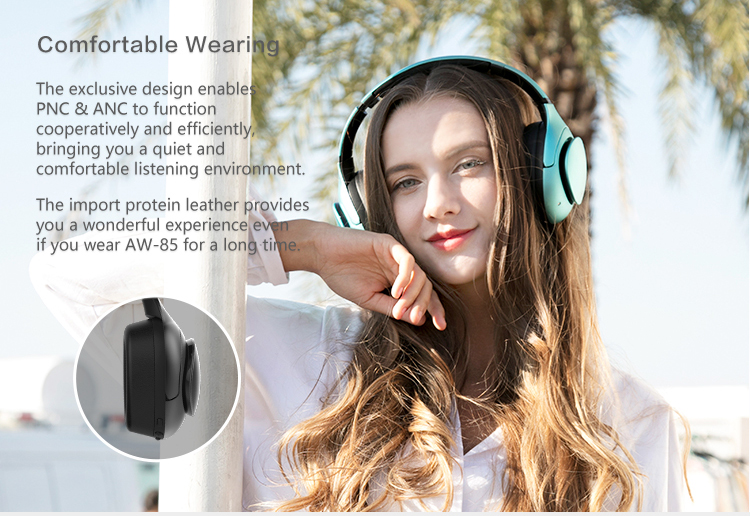 Comfortable Wearing
The exclusive design enables
PNC & ANC to function
cooperatively and efficiently,
bringing you a quiet and
comfortable listening environment.
The import protein leather provides
you a wonderful experience even
if you wear AW-85 for a long time.